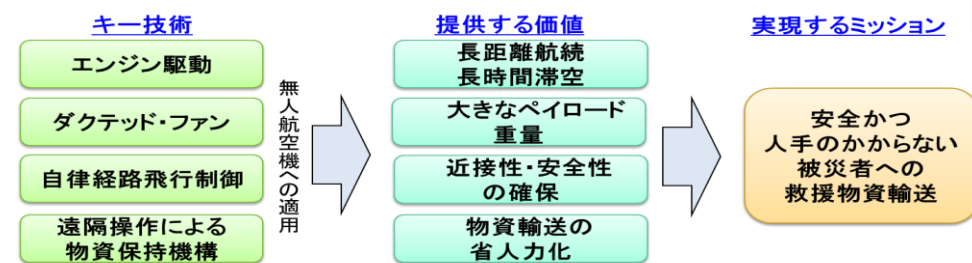 キー技術
エンジン駆動
ダクテッド・ファン
自律経路飛行制御
遠隔操作による
物資保持機構
無人航空機への適用
提供する価値
長距離航続
長時間滞空
大きなペイロード
重量
近接性・安全性
の確保
物資輸送の
省人力化
実現するミッション
安全かつ
人手のかからない
被災者への
救援物資輸送